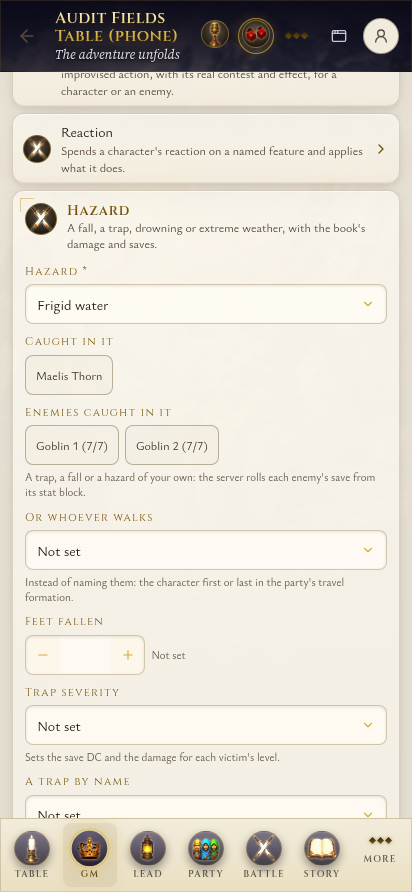 Audit Fields
Table (phone)
The adventure unfolds
improvised action, with its real contest and effect, for a
character or an enemy.
Reaction
Spends a character's reaction on a named feature and applies
what it does.
Hazard
A fall, a trap, drowning or extreme weather, with the book's
damage and saves.
Hazard *
Frigid water
Caught in it
Maelis Thorn
Enemies caught in it
Goblin 1 (7/7)
Goblin 2 (7/7)
A trap, a fall or a hazard of your own: the server rolls each enemy's save from
its stat block.
Or whoever walks
Not set
Instead of naming them: the character first or last in the party's travel
formation.
Feet fallen
− + Not set
Trap severity
Not set
Sets the save DC and the damage for each victim's level.
A trap by name
Not set
Table GM Lead Party Battle Story More